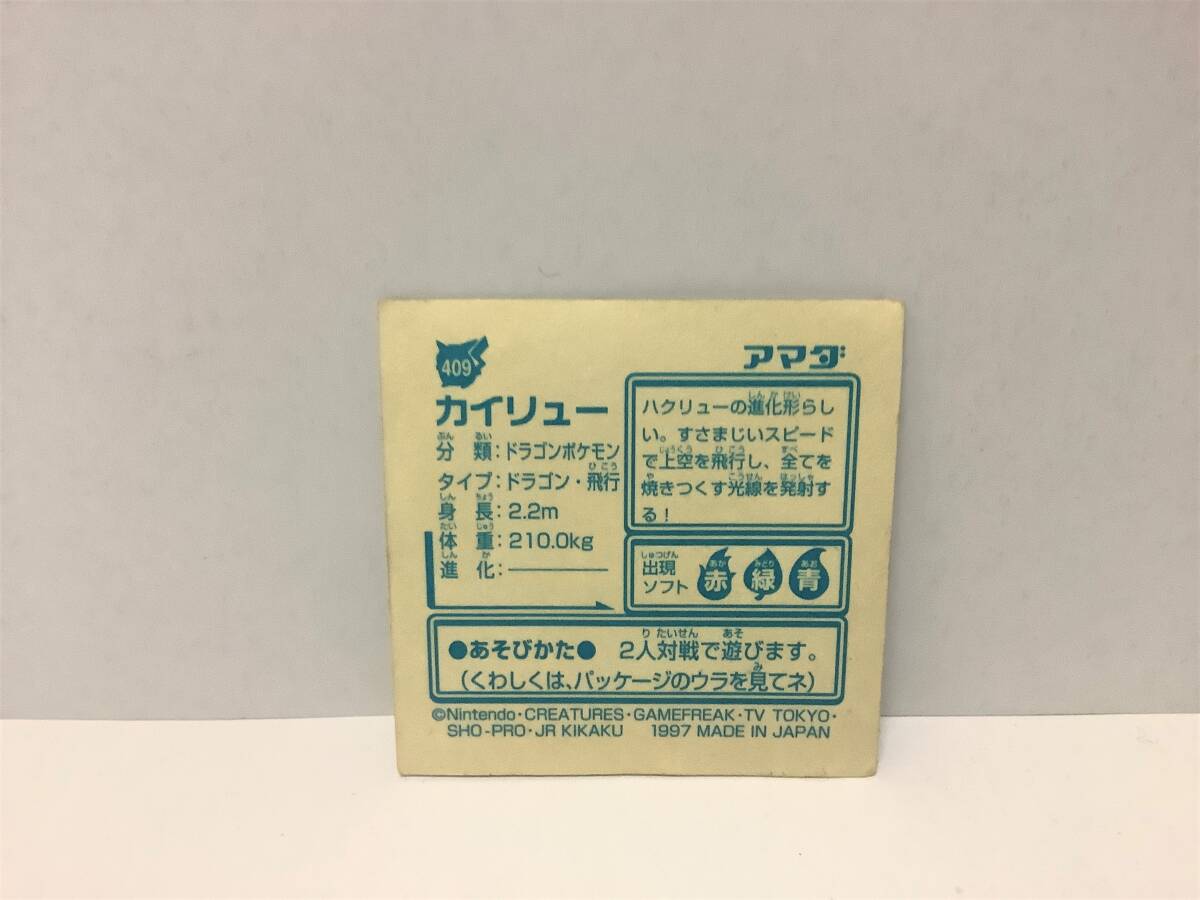 409
アマダ
カイリュー
分類：ドラゴンポケモン
タイプ：ドラゴン・飛行
身長：2.2m
体重：210.0kg
進化：————
ハクリューの進化形らし
い。すさまじいスピード
で上空を飛行し、全てを
焼きつくす光線を発射す
る！
出現
ソフト
赤 緑 青
●あそびかた● 2人対戦で遊びます。
(くわしくは、パッケージのウラを見てネ)
©Nintendo・CREATURES・GAMEFREAK・TV TOKYO・
SHO-PRO・JR KIKAKU 1997 MADE IN JAPAN